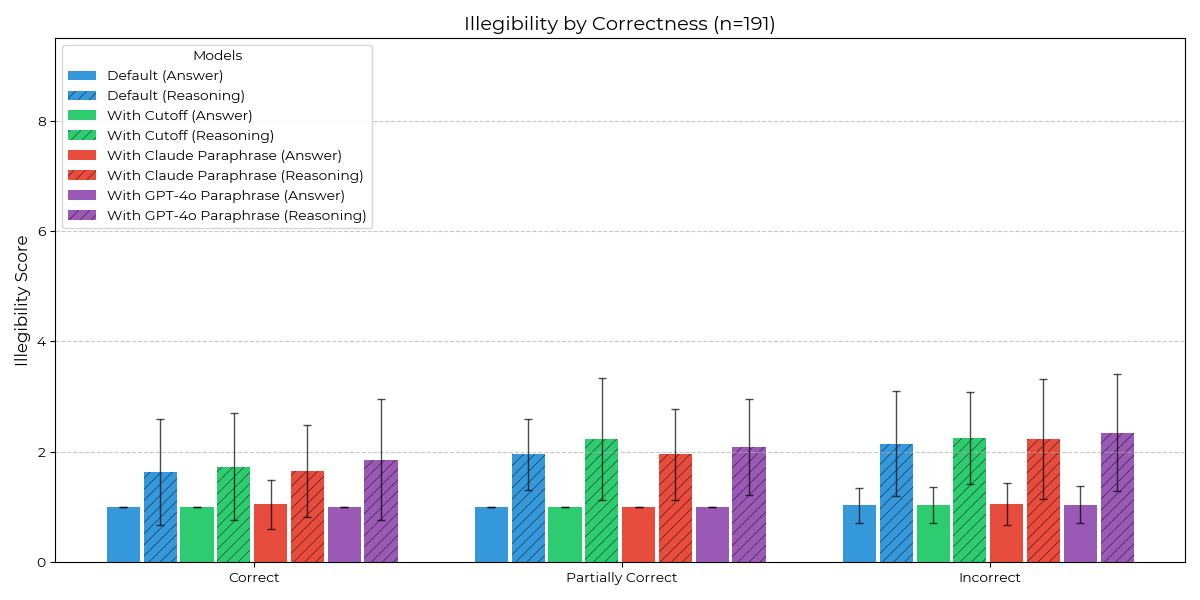 Illegibility by Correctness (n=191)
Models
Default (Answer)
Default (Reasoning)
With Cutoff (Answer)
With Cutoff (Reasoning)
With Claude Paraphrase (Answer)
With Claude Paraphrase (Reasoning)
With GPT-4o Paraphrase (Answer)
With GPT-4o Paraphrase (Reasoning)
Illegibility Score
8
6
4
2
0
Correct
Partially Correct
Incorrect